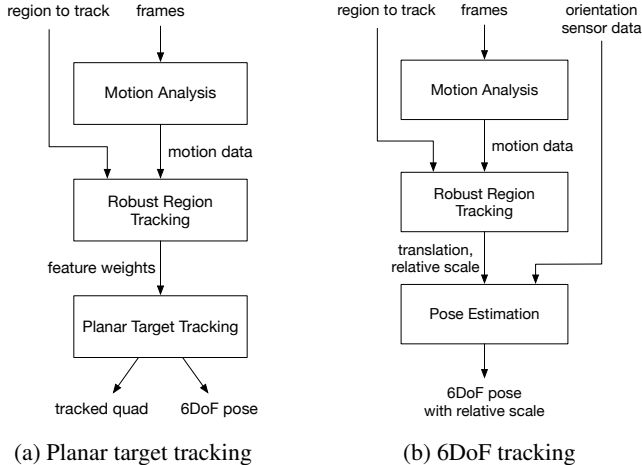 region to track
frames
Motion Analysis
motion data
Robust Region
Tracking
feature weights
Planar Target Tracking
tracked quad
6DoF pose
(a) Planar target tracking
region to track
frames
orientation
sensor data
Motion Analysis
motion data
Robust Region
Tracking
translation,
relative scale
Pose Estimation
6DoF pose
with relative scale
(b) 6DoF tracking